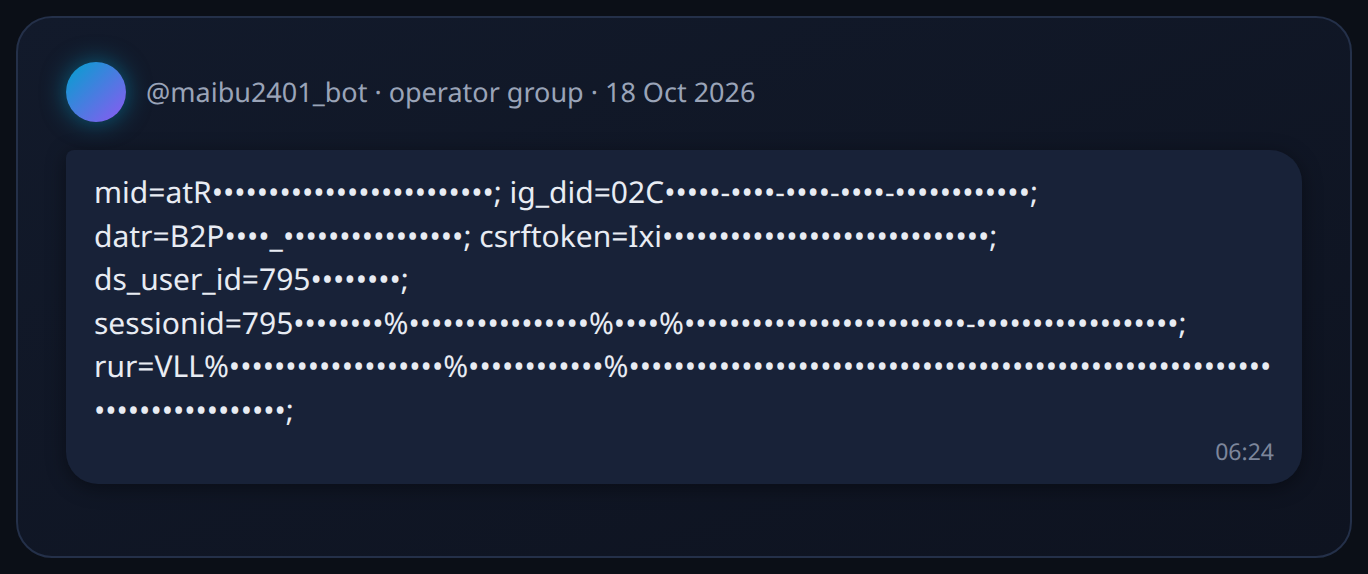 @maibu2401_bot · operator group · 18 Oct 2026
mid=atR•••••••••••••••••••••••••; ig_did=02C•••••-••••-••••-••••-••••••••••••;
datr=B2P••••_••••••••••••••••; csrftoken=Ixi•••••••••••••••••••••••••••••;
ds_user_id=795••••••••;
sessionid=795••••••••%••••••••••••••••%••••%•••••••••••••••••••••••••-••••••••••••••••••;
rur=VLL%•••••••••••••••••••%••••••••••••%•••••••••••••••••••••••••••••••••••••••••••••••••••••••••
•••••••••••••••••;
06:24